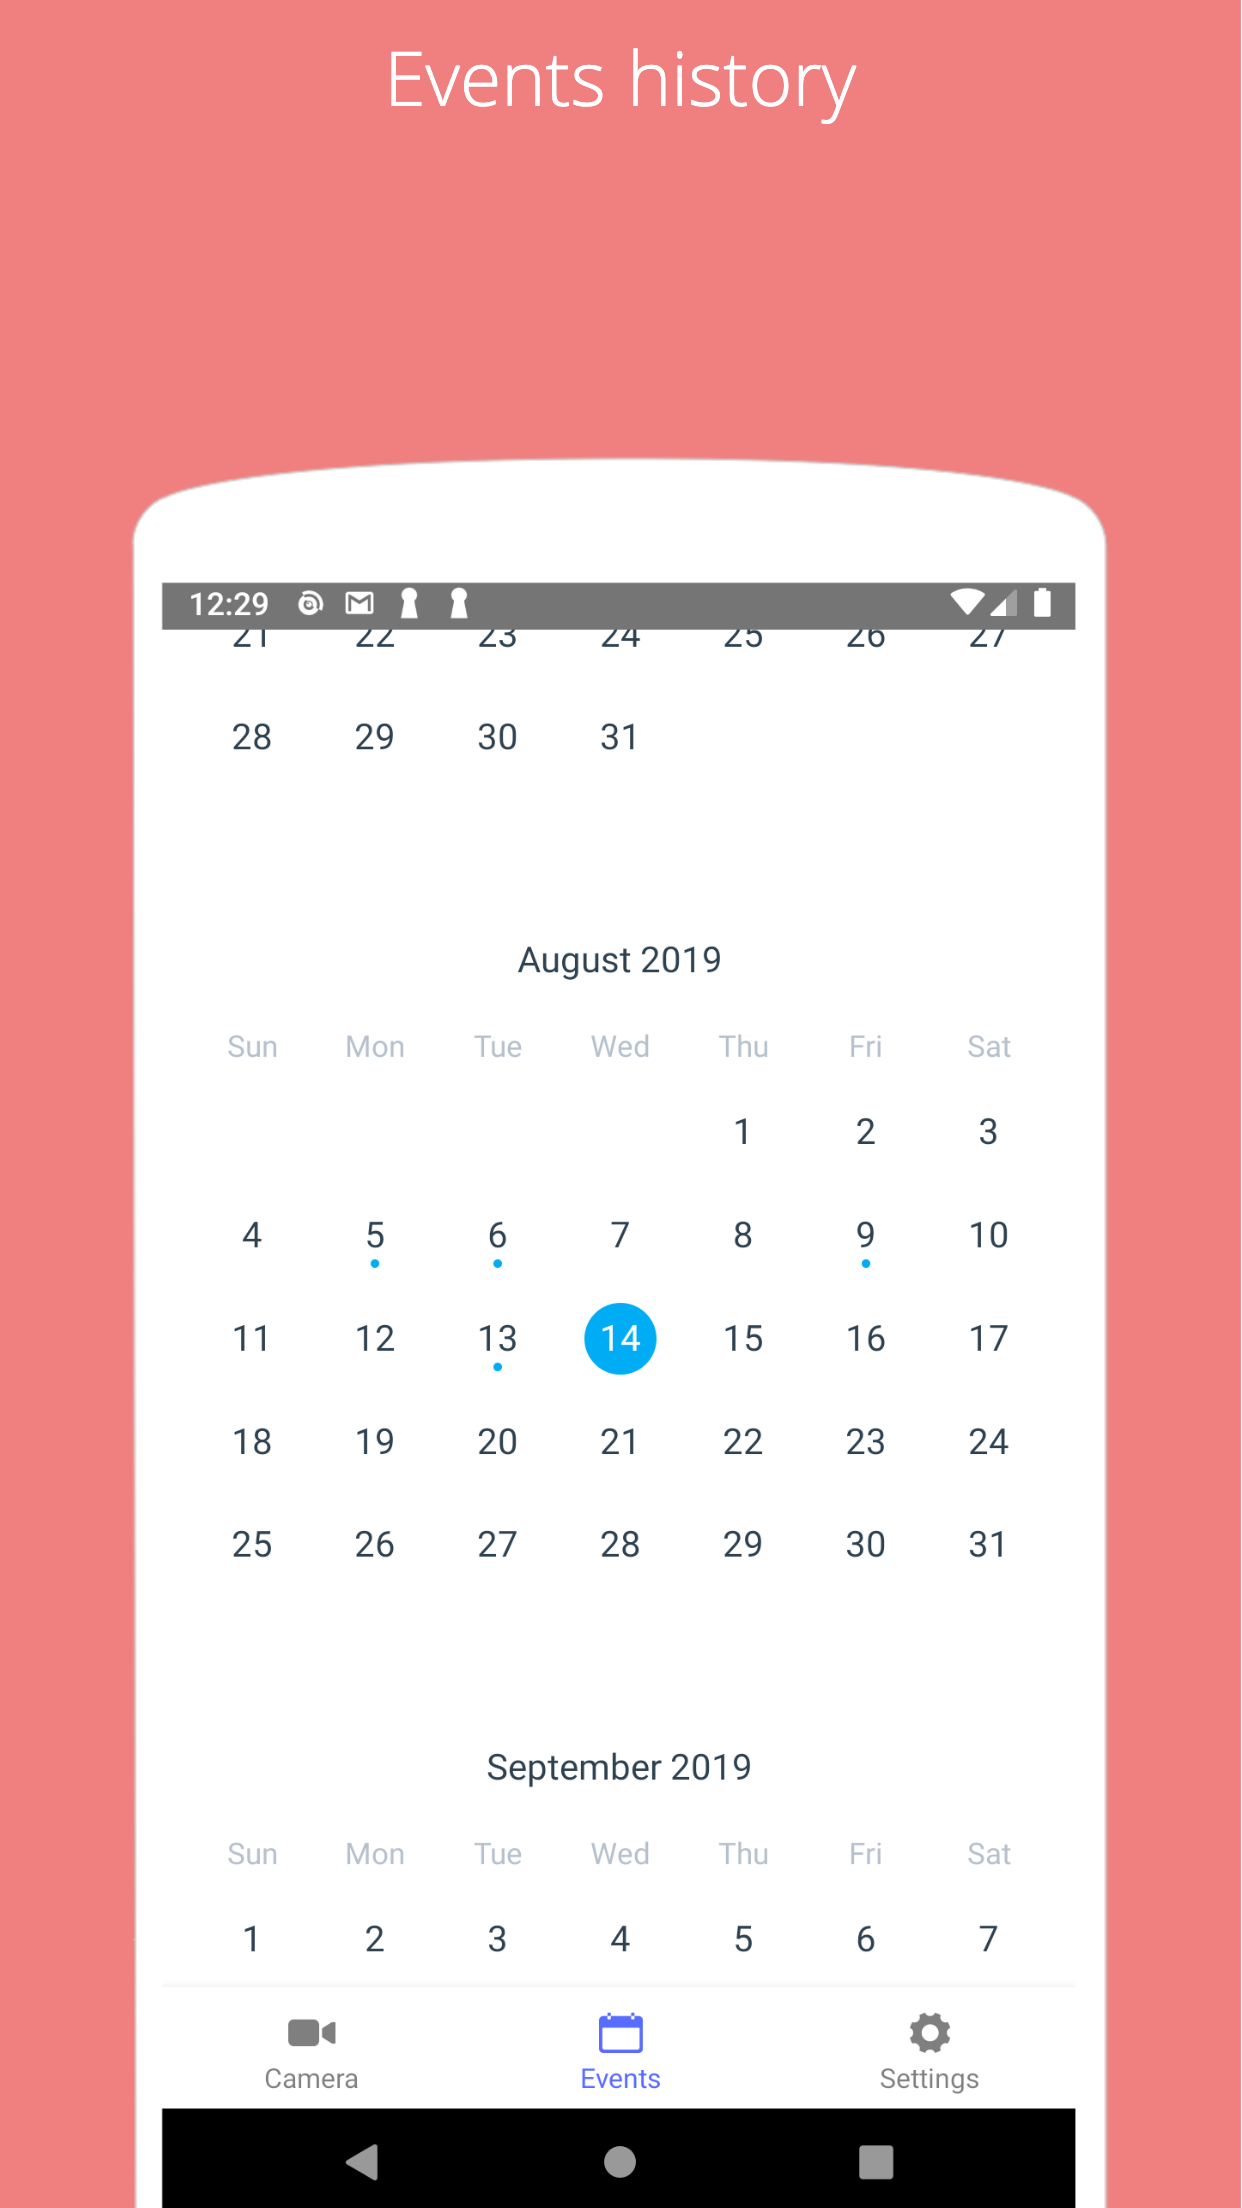 Events history
12:29
21 22 23 24 25 26 27
28 29 30 31
August 2019
Sun Mon Tue Wed Thu Fri Sat
1 2 3
4 5 6 7 8 9 10
11 12 13 14 15 16 17
18 19 20 21 22 23 24
25 26 27 28 29 30 31
September 2019
Sun Mon Tue Wed Thu Fri Sat
1 2 3 4 5 6 7
Camera Events Settings